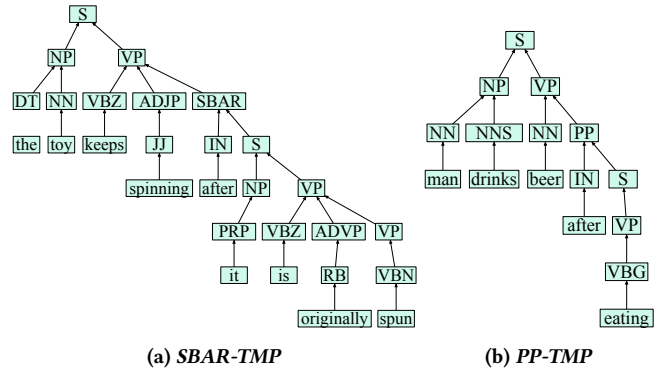 S
S
NP VP
NP VP
DT NN VBZ ADJP SBAR
NN NNS NN PP
the toy keeps JJ IN S
man drinks beer IN S
spinning after NP VP
after VP
PRP VBZ ADVP VP
VBG
it is RB VBN
originally spun
eating
(a) SBAR-TMP
(b) PP-TMP